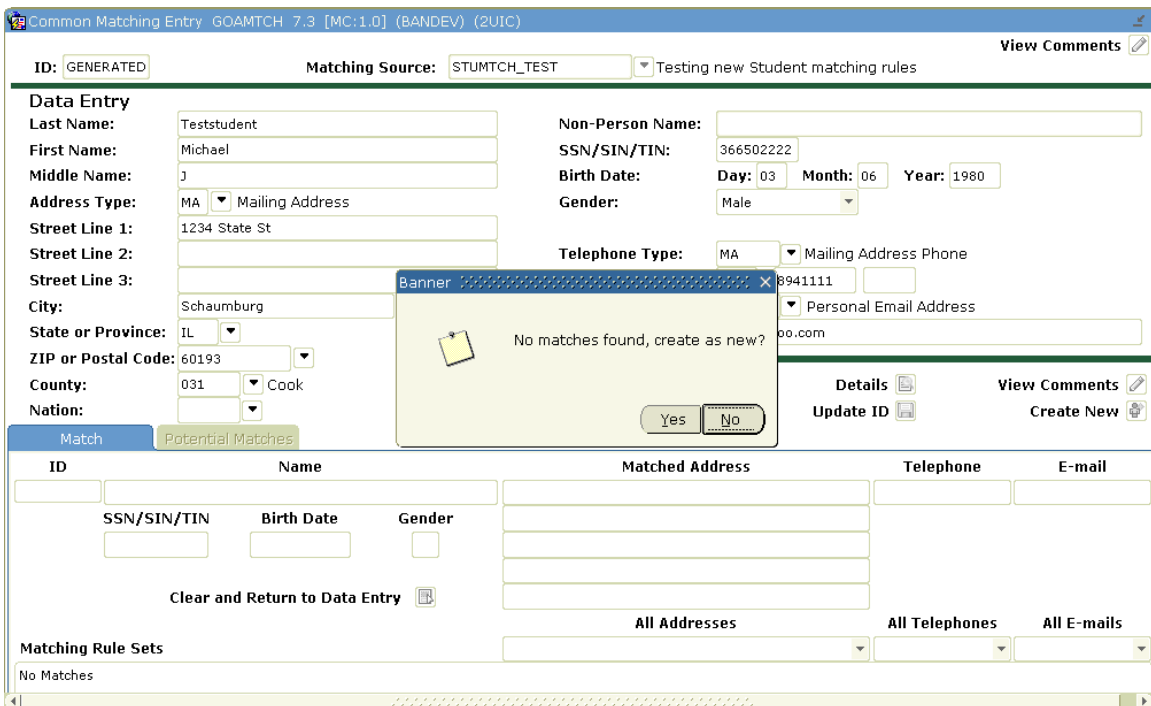 Common Matching Entry GOAMTCH 7.3 [MC:1.0] (BANDEV) (2UIC)
View Comments
ID: GENERATED Matching Source: STUMTCH_TEST Testing new Student matching rules
Data Entry
Last Name: Teststudent Non-Person Name:
First Name: Michael SSN/SIN/TIN: 366502222
Middle Name: J Birth Date: Day: 03 Month: 06 Year: 1980
Address Type: MA Mailing Address Gender: Male
Street Line 1: 1234 State St
Street Line 2: Telephone Type: MA Mailing Address Phone
Street Line 3: 8941111
City: Schaumburg Personal Email Address
State or Province: IL oo.com
ZIP or Postal Code: 60193
County: 031 Cook Details View Comments
Nation: Update ID Create New
Banner
No matches found, create as new?
Yes No
Match Potential Matches
ID Name Matched Address Telephone E-mail
SSN/SIN/TIN Birth Date Gender
Clear and Return to Data Entry
All Addresses All Telephones All E-mails
Matching Rule Sets
No Matches